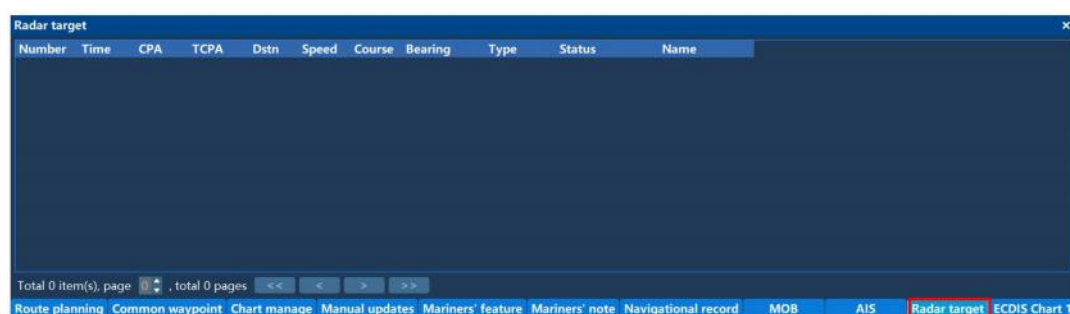 Radar target ×
Number Time CPA TCPA Dstn Speed Course Bearing Type Status Name
Total 0 item(s), page 0 , total 0 pages << < > >>
Route planning Common waypoint Chart manage Manual updates Mariners' feature Mariners' note Navigational record MOB AIS Radar target ECDIS Chart 1